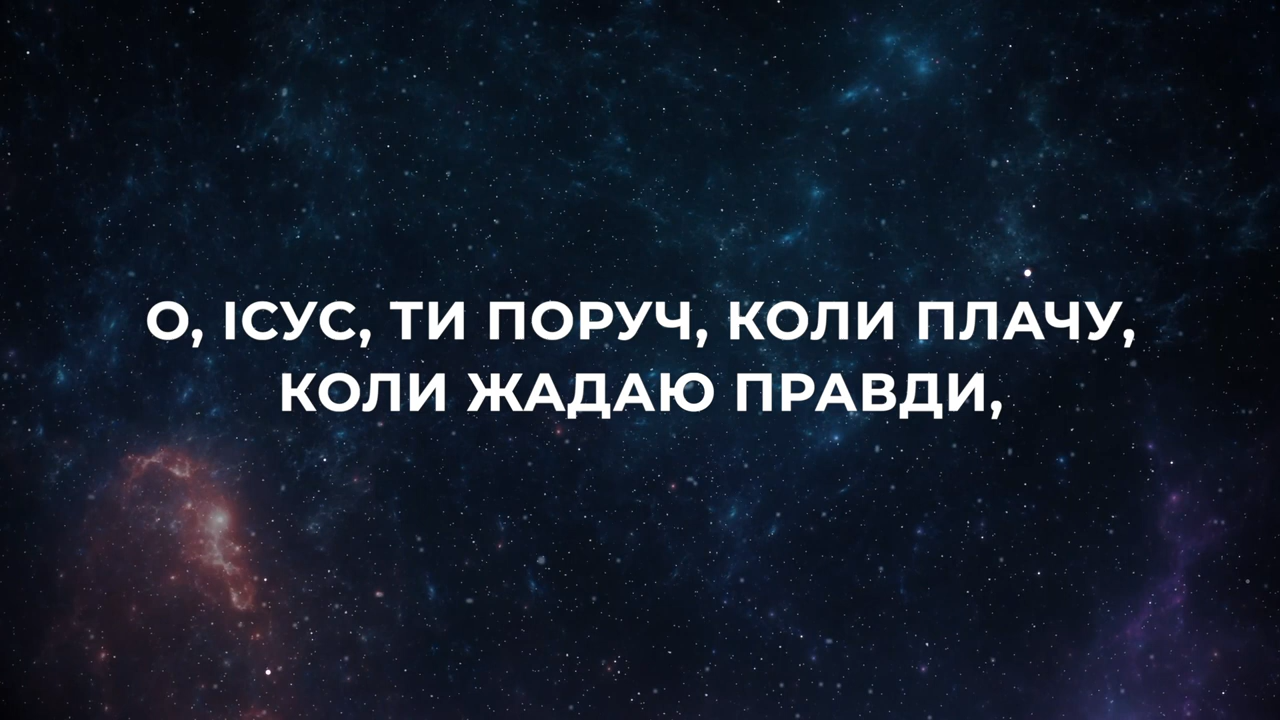 О, ІСУС, ТИ ПОРУЧ, КОЛИ ПЛАЧУ,
КОЛИ ЖАДАЮ ПРАВДИ,